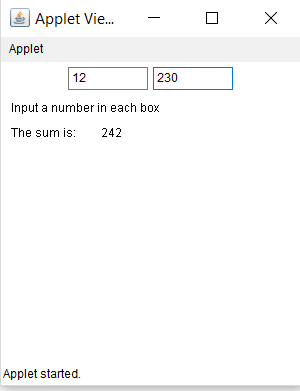 Applet Vie...
Applet
12 230
Input a number in each box
The sum is: 242
Applet started.